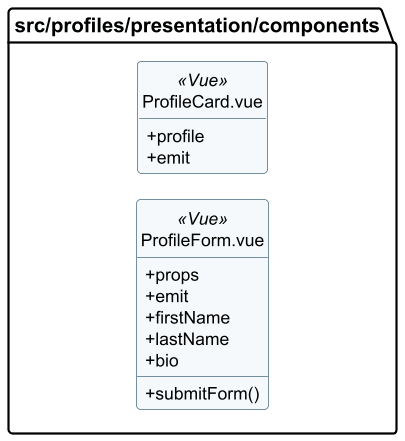 src/profiles/presentation/components
«Vue»
ProfileCard.vue
+profile
+emit
«Vue»
ProfileForm.vue
+props
+emit
+firstName
+lastName
+bio
+submitForm()